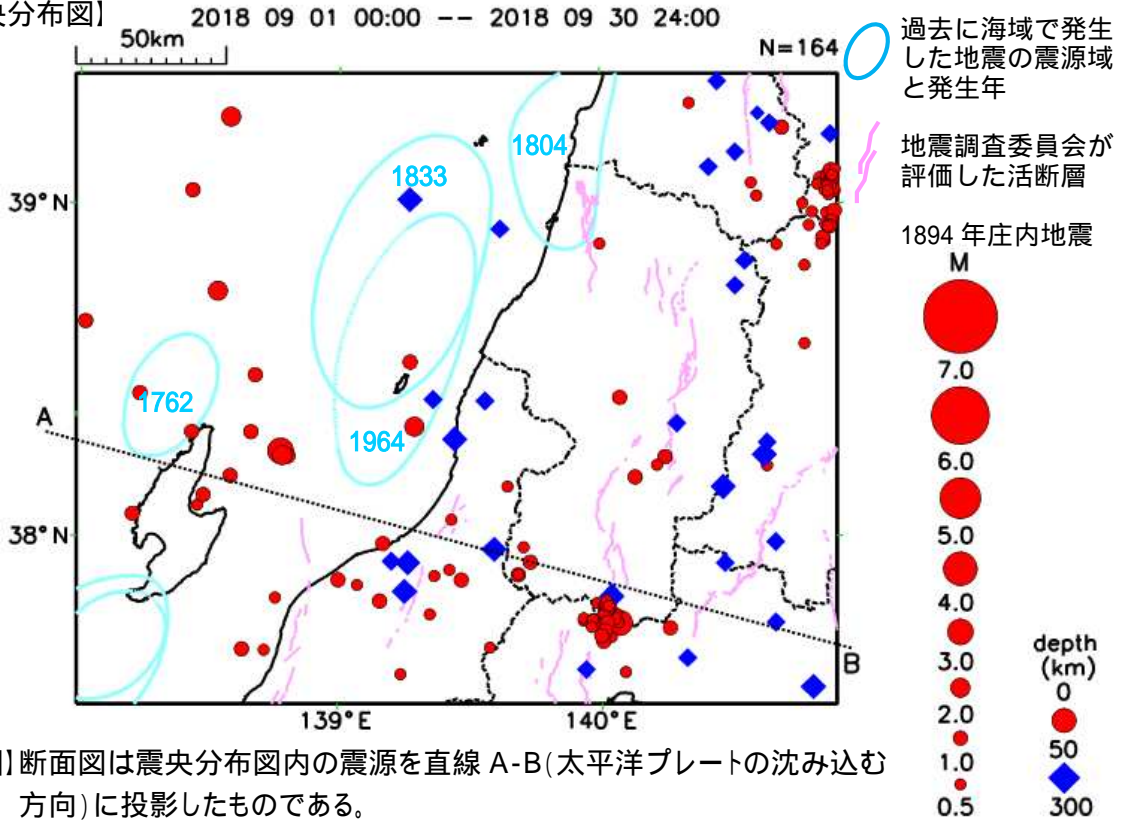 央分布図】
2018 09 01 00:00 -- 2018 09 30 24:00
50km
N=164
過去に海域で発生
した地震の震源域
と発生年
地震調査委員会が
評価した活断層
1894 年庄内地震
1804
1833
39°N
1762
1964
A
38°N
B
139°E
140°E
M
7.0
6.0
5.0
4.0
3.0
2.0
1.0
0.5
depth
(km)
0
50
300
断面図は震央分布図内の震源を直線 A-B(太平洋プレートの沈み込む
方向)に投影したものである。